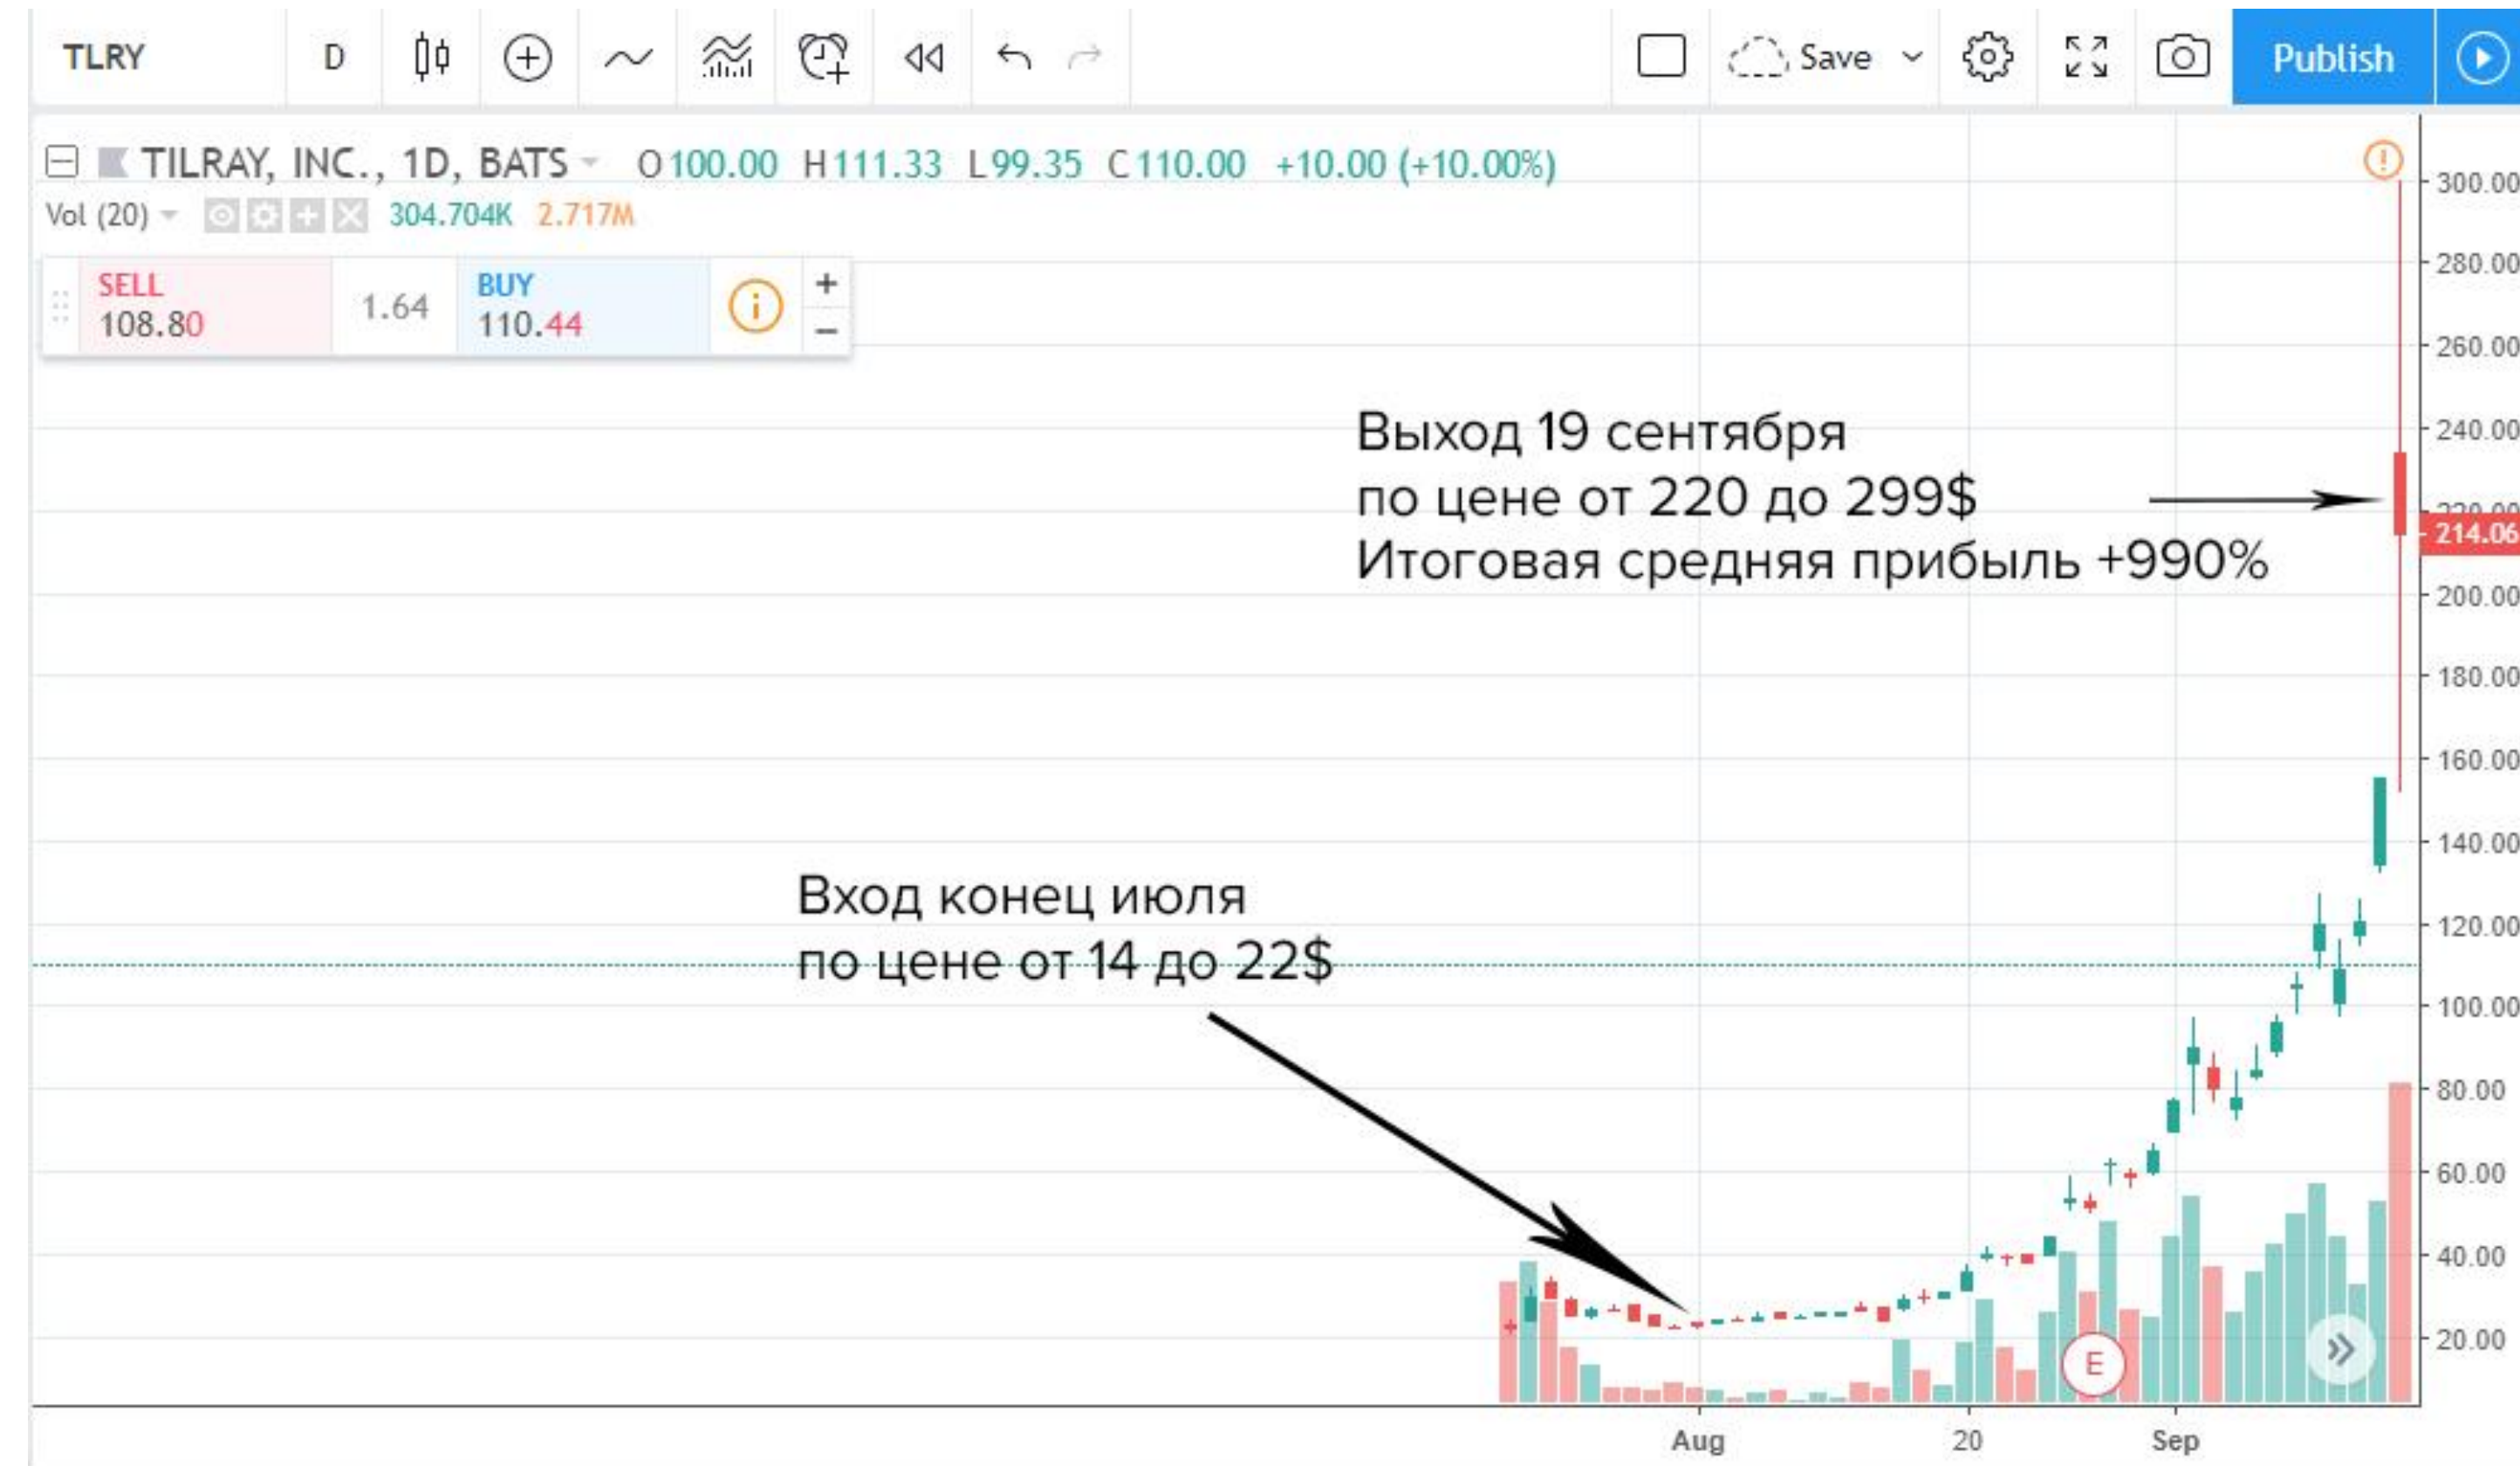 TLRY D Save Publish
TILRAY, INC., 1D, BATS O100.00 H111.33 L99.35 C110.00 +10.00 (+10.00%)
Vol (20) 304.704K 2.717M
SELL
108.80
1.64
BUY
110.44
Выход 19 сентября
по цене от 220 до 299$
Итоговая средняя прибыль +990%
Вход конец июля
по цене от 14 до 22$
300.00
280.00
260.00
240.00
220.00
214.06
200.00
180.00
160.00
140.00
120.00
100.00
80.00
60.00
40.00
20.00
E
Aug 20 Sep